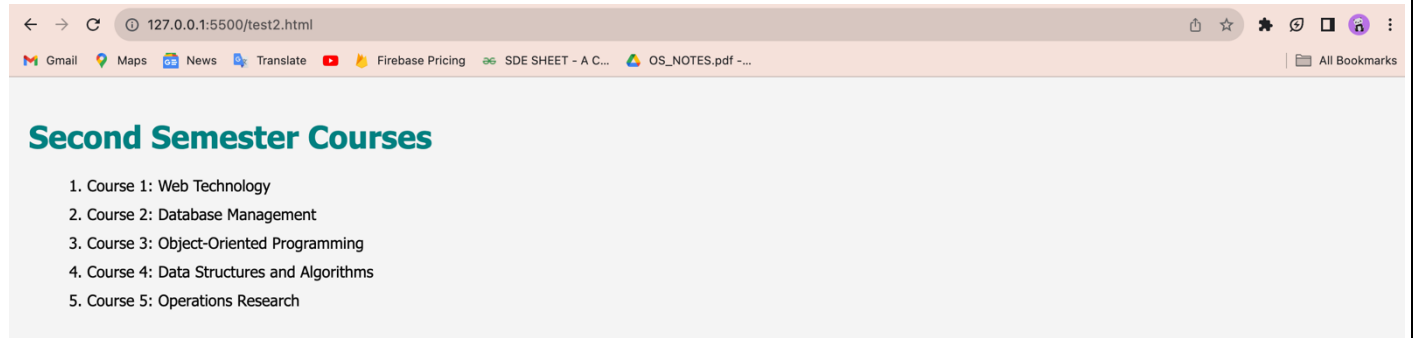 127.0.0.1:5500/test2.html
Gmail Maps News Translate Firebase Pricing SDE SHEET - A C... OS_NOTES.pdf -... All Bookmarks
Second Semester Courses
1. Course 1: Web Technology
2. Course 2: Database Management
3. Course 3: Object-Oriented Programming
4. Course 4: Data Structures and Algorithms
5. Course 5: Operations Research